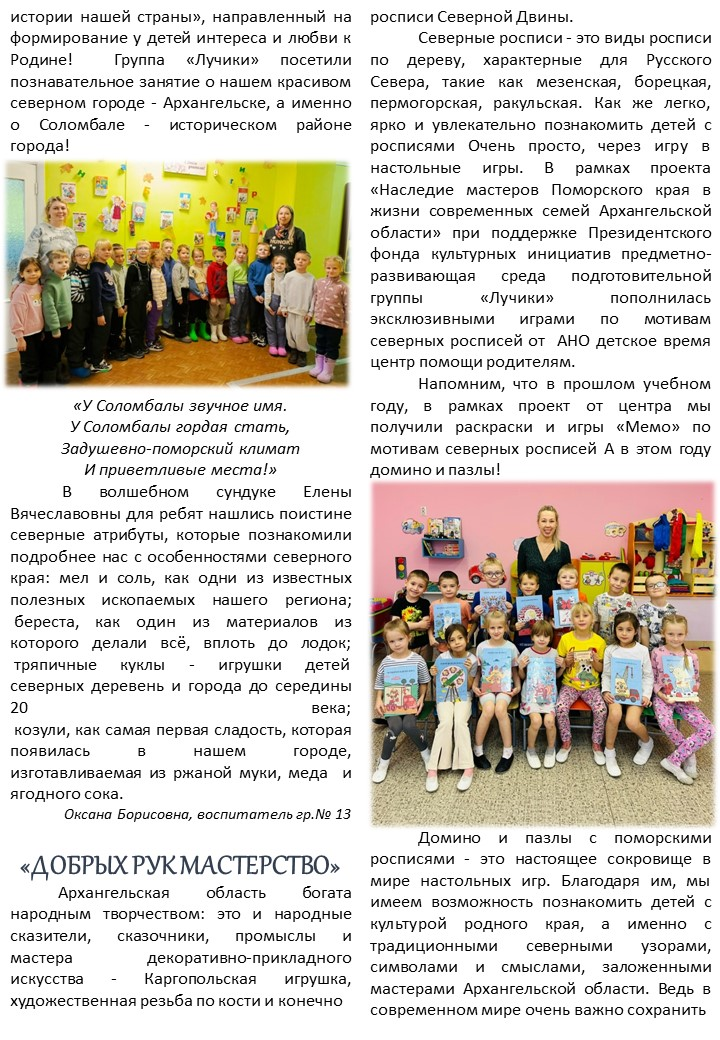 истории нашей страны», направленный на
формирование у детей интереса и любви к
Родине! Группа «Лучики» посетили
познавательное занятие о нашем красивом
северном городе - Архангельске, а именно
о Соломбале - историческом районе
города!
«У Соломбалы звучное имя.
У Соломбалы гордая стать,
Задушевно-поморский климат
И приветливые места!»
В волшебном сундуке Елены
Вячеславовны для ребят нашлись поистине
северные атрибуты, которые познакомили
подробнее нас с особенностями северного
края: мел и соль, как одни из известных
полезных ископаемых нашего региона;
береста, как один из материалов из
которого делали всё, вплоть до лодок;
тряпичные куклы - игрушки детей
северных деревень и города до середины
20 века;
козули, как самая первая сладость, которая
появилась в нашем городе,
изготавливаемая из ржаной муки, меда и
ягодного сока.
Оксана Борисовна, воспитатель гр.№ 13
«ДОБРЫХ РУК МАСТЕРСТВО»
Архангельская область богата
народным творчеством: это и народные
сказители, сказочники, промыслы и
мастера декоративно-прикладного
искусства - Каргопольская игрушка,
художественная резьба по кости и конечно
росписи Северной Двины.
Северные росписи - это виды росписи
по дереву, характерные для Русского
Севера, такие как мезенская, борецкая,
пермогорская, ракульская. Как же легко,
ярко и увлекательно познакомить детей с
росписями Очень просто, через игру в
настольные игры. В рамках проекта
«Наследие мастеров Поморского края в
жизни современных семей Архангельской
области» при поддержке Президентского
фонда культурных инициатив предметно-
развивающая среда подготовительной
группы «Лучики» пополнилась
эксклюзивными играми по мотивам
северных росписей от АНО детское время
центр помощи родителям.
Напомним, что в прошлом учебном
году, в рамках проект от центра мы
получили раскраски и игры «Мемо» по
мотивам северных росписей А в этом году
домино и пазлы!
Домино и пазлы с поморскими
росписями - это настоящее сокровище в
мире настольных игр. Благодаря им, мы
имеем возможность познакомить детей с
культурой родного края, а именно с
традиционными северными узорами,
символами и смыслами, заложенными
мастерами Архангельской области. Ведь в
современном мире очень важно сохранить